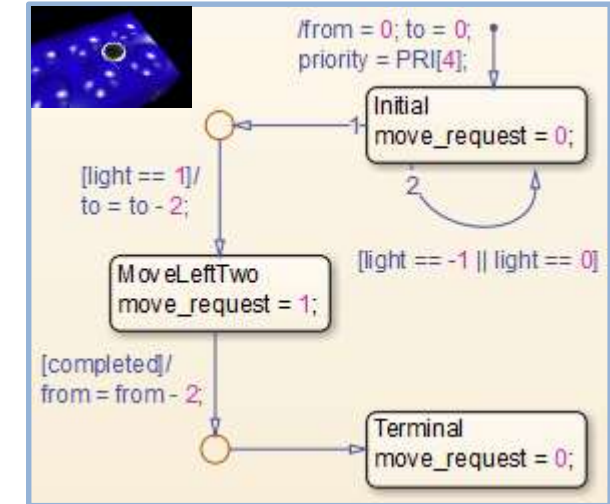 /from = 0; to = 0;
priority = PRI[4];
Initial
move_request = 0;
1
2
[light == 1]/
to = to - 2;
[light == -1 || light == 0]
MoveLeftTwo
move_request = 1;
[completed]/
from = from - 2;
Terminal
move_request = 0;